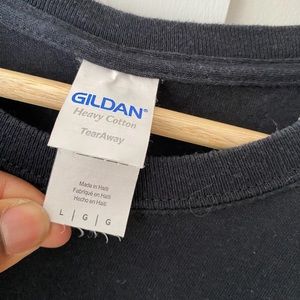 GILDAN®
Heavy Cotton
TearAway
Made in Haiti
Fabriqué en Haïti
Hecho en Haití
L | G | G